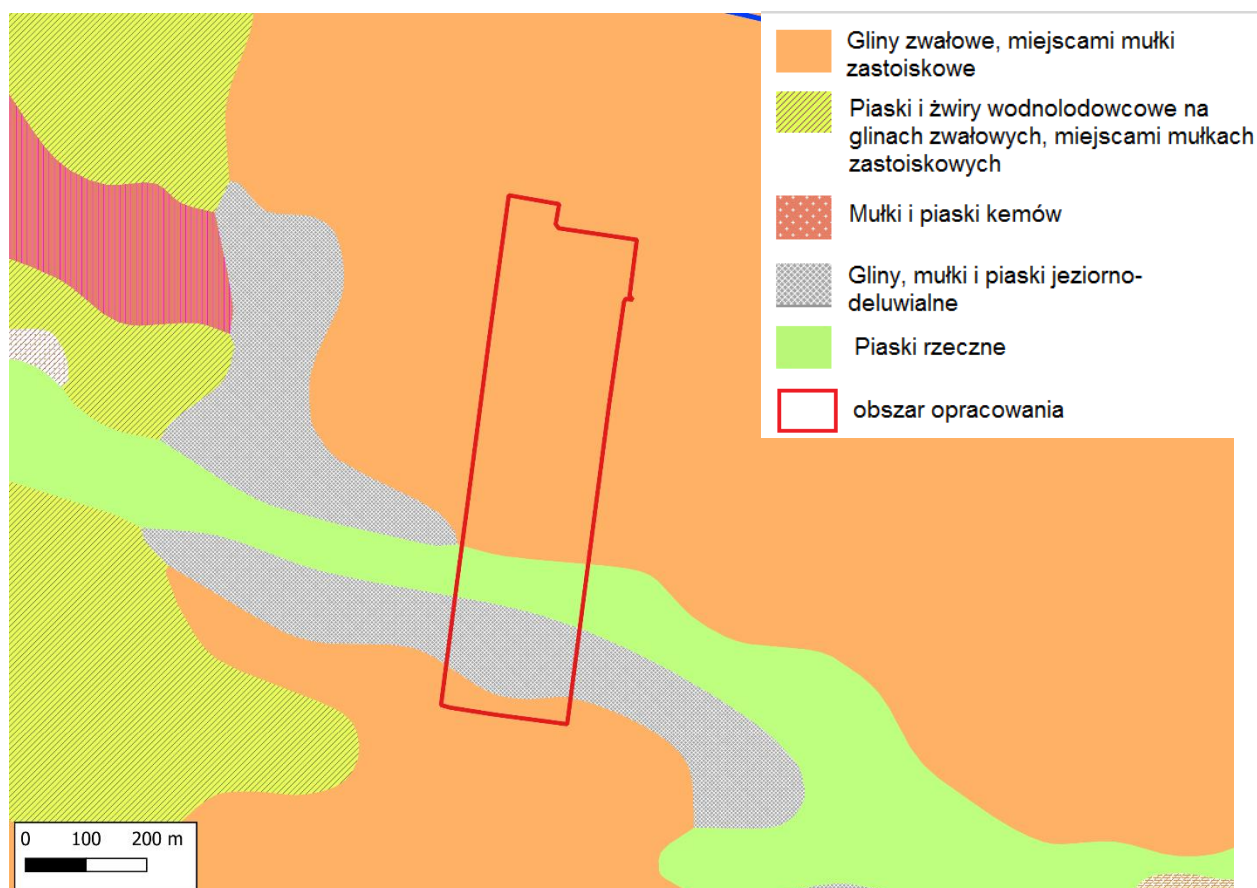 Gliny zwałowe, miejscami mułki
zastoiskowe
Piaski i żwiry wodnolodowcowe na
glinach zwałowych, miejscami mułkach
zastoiskowych
Mułki i piaski kemów
Gliny, mułki i piaski jeziorno-
deluwialne
Piaski rzeczne
obszar opracowania
0 100 200 m